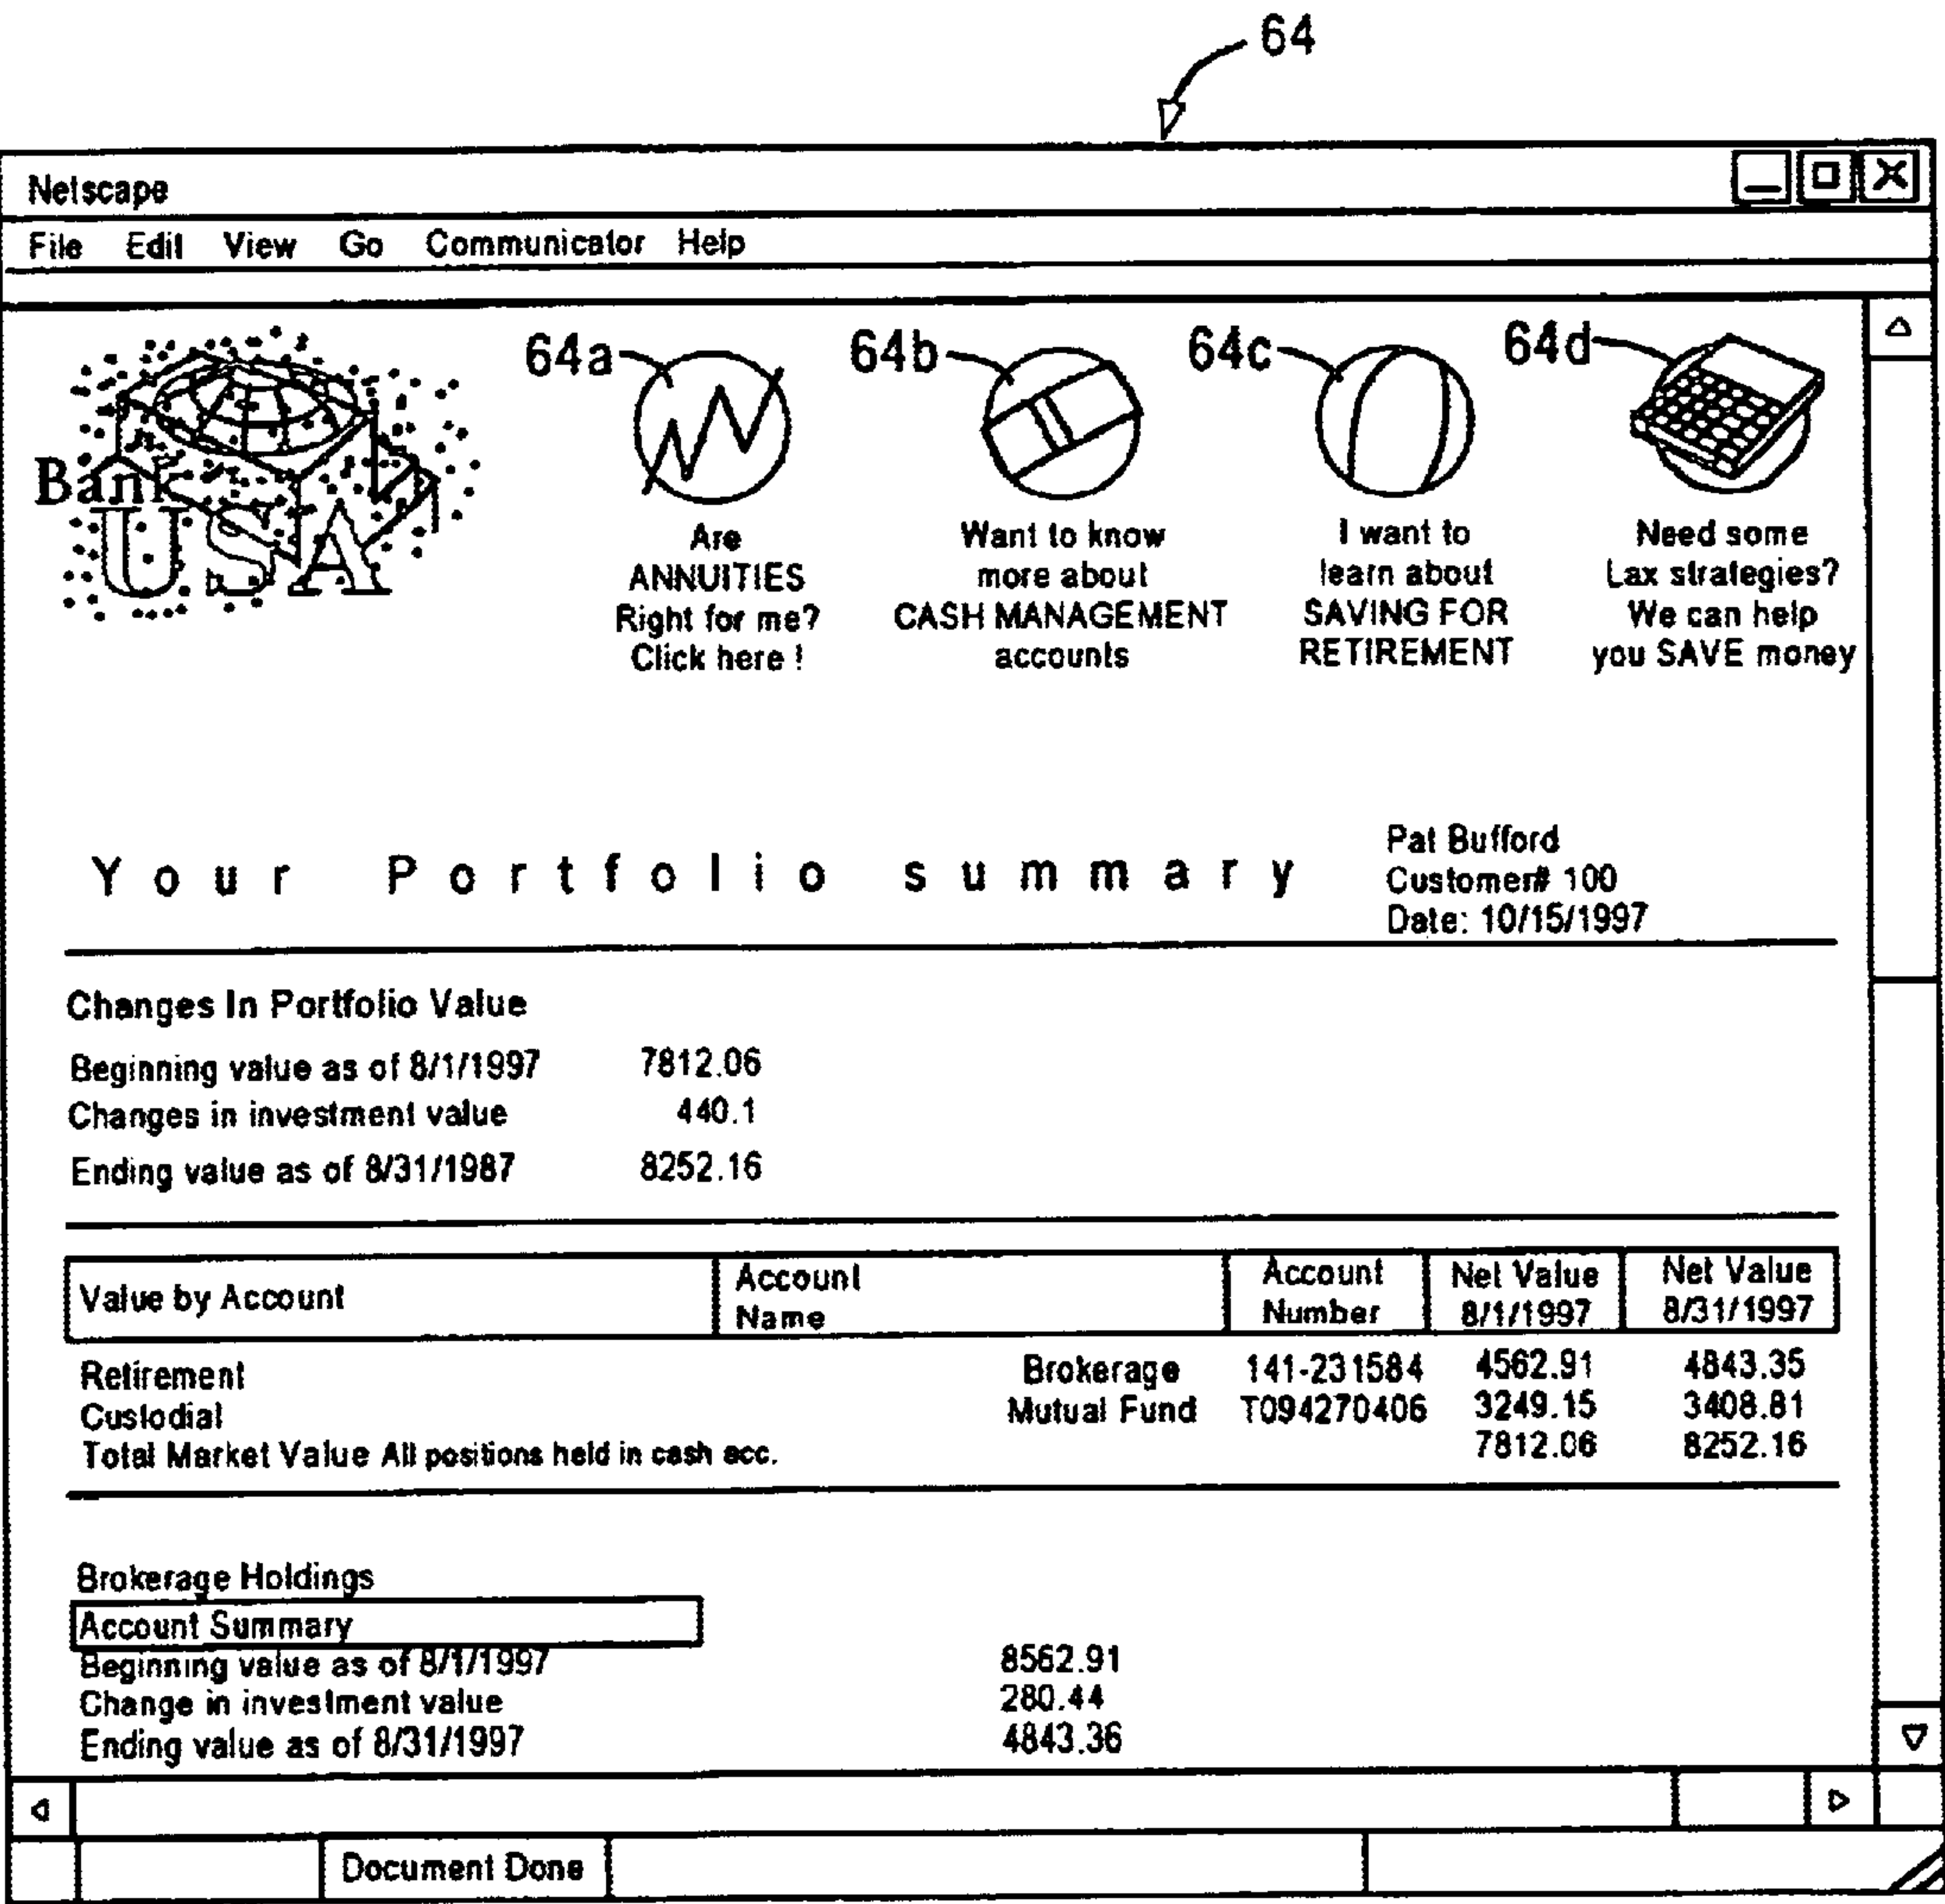 64
Netscape
File Edit View Go Communicator Help
Bank
USA
64a 64b 64c 64d
Are
ANNUITIES
Right for me?
Click here !
Want to know
more about
CASH MANAGEMENT
accounts
I want to
learn about
SAVING FOR
RETIREMENT
Need some
Lax strategies?
We can help
you SAVE money
Your Portfolio summary
Pat Bufford
Customer# 100
Date: 10/15/1997
Changes In Portfolio Value
Beginning value as of 8/1/1997 7812.06
Changes in investment value 440.1
Ending value as of 8/31/1987 8252.16
Value by Account Account Name Account Number Net Value 8/1/1997 Net Value 8/31/1997
Retirement Brokerage 141-231584 4562.91 4843.35
Custodial Mutual Fund T094270406 3249.15 3408.81
Total Market Value All positions held in cash acc. 7812.06 8252.16
Brokerage Holdings
Account Summary
Beginning value as of 8/1/1997 8562.91
Change in investment value 280.44
Ending value as of 8/31/1997 4843.36
Document Done